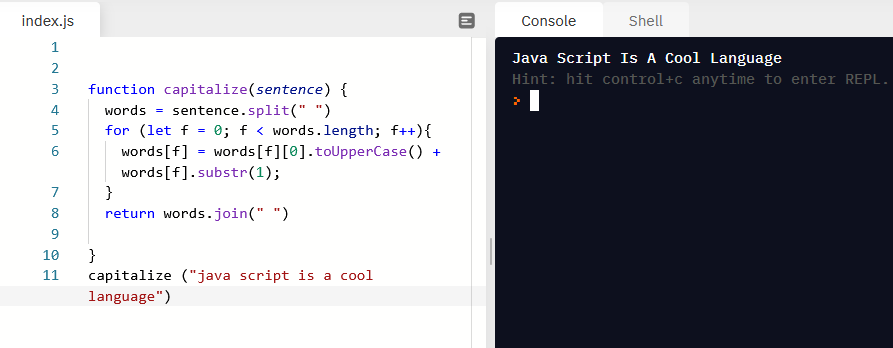 index.js
1
2
3 function capitalize(sentence) {
4 words = sentence.split(" ")
5 for (let f = 0; f < words.length; f++){
6 words[f] = words[f][0].toUpperCase() +
words[f].substr(1);
7 }
8 return words.join(" ")
9
10 }
11 capitalize ("java script is a cool
language")
Console Shell
Java Script Is A Cool Language
Hint: hit control+c anytime to enter REPL.
>